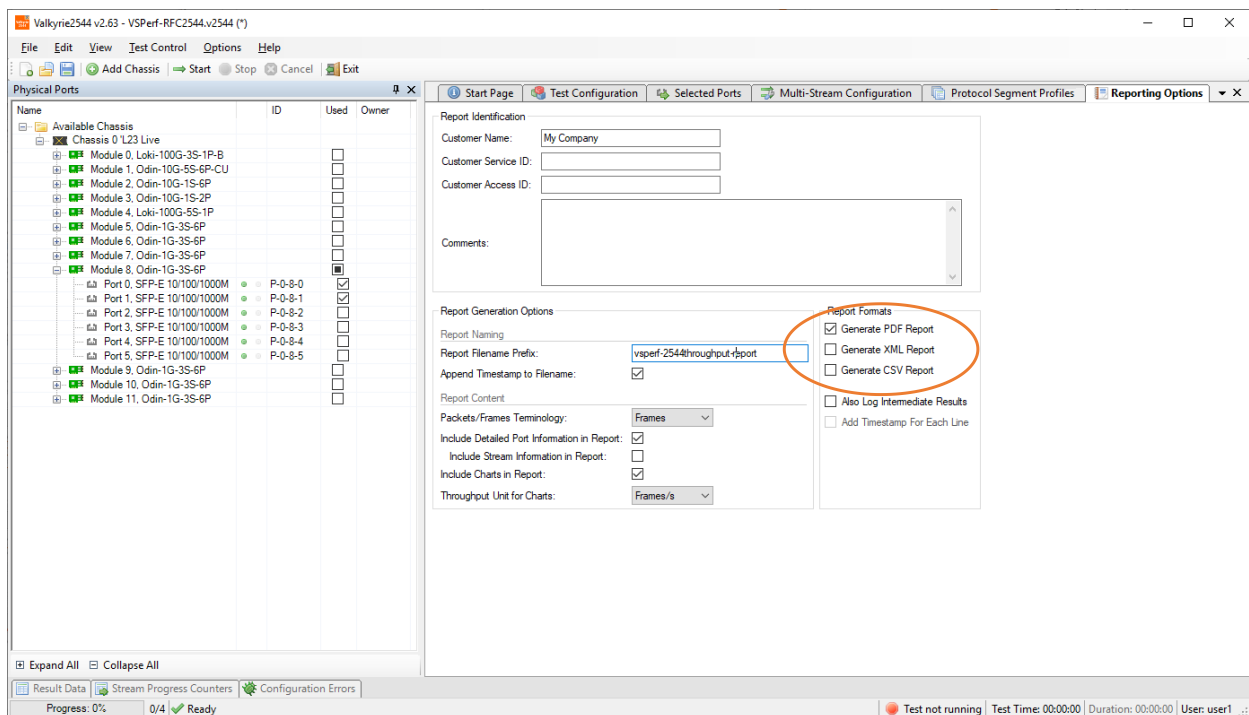 Valkyrie2544 v2.63 - VSPerf-RFC2544.v2544 (*)
File Edit View Test Control Options Help
Add Chassis Start Stop Cancel Exit
Physical Ports
Name ID Used Owner
Available Chassis
Chassis 0 'L23 Live
Module 0, Loki-100G-3S-1P-B
Module 1, Odin-10G-5S-6P-CU
Module 2, Odin-10G-1S-6P
Module 3, Odin-10G-1S-2P
Module 4, Loki-100G-5S-1P
Module 5, Odin-1G-3S-6P
Module 6, Odin-1G-3S-6P
Module 7, Odin-1G-3S-6P
Module 8, Odin-1G-3S-6P
Port 0, SFP-E 10/100/1000M P-0-8-0
Port 1, SFP-E 10/100/1000M P-0-8-1
Port 2, SFP-E 10/100/1000M P-0-8-2
Port 3, SFP-E 10/100/1000M P-0-8-3
Port 4, SFP-E 10/100/1000M P-0-8-4
Port 5, SFP-E 10/100/1000M P-0-8-5
Module 9, Odin-1G-3S-6P
Module 10, Odin-1G-3S-6P
Module 11, Odin-1G-3S-6P
Expand All Collapse All
Start Page Test Configuration Selected Ports Multi-Stream Configuration Protocol Segment Profiles Reporting Options
Report Identification
Customer Name: My Company
Customer Service ID:
Customer Access ID:
Comments:
Report Generation Options
Report Naming
Report Filename Prefix: vsperf-2544throughput-report
Append Timestamp to Filename:
Report Content
Packets/Frames Terminology: Frames
Include Detailed Port Information in Report:
Include Stream Information in Report:
Include Charts in Report:
Throughput Unit for Charts: Frames/s
Report Formats
Generate PDF Report
Generate XML Report
Generate CSV Report
Also Log Intermediate Results
Add Timestamp For Each Line
Result Data Stream Progress Counters Configuration Errors
Progress: 0% 0/4 Ready Test not running Test Time: 00:00:00 Duration: 00:00:00 User: user1